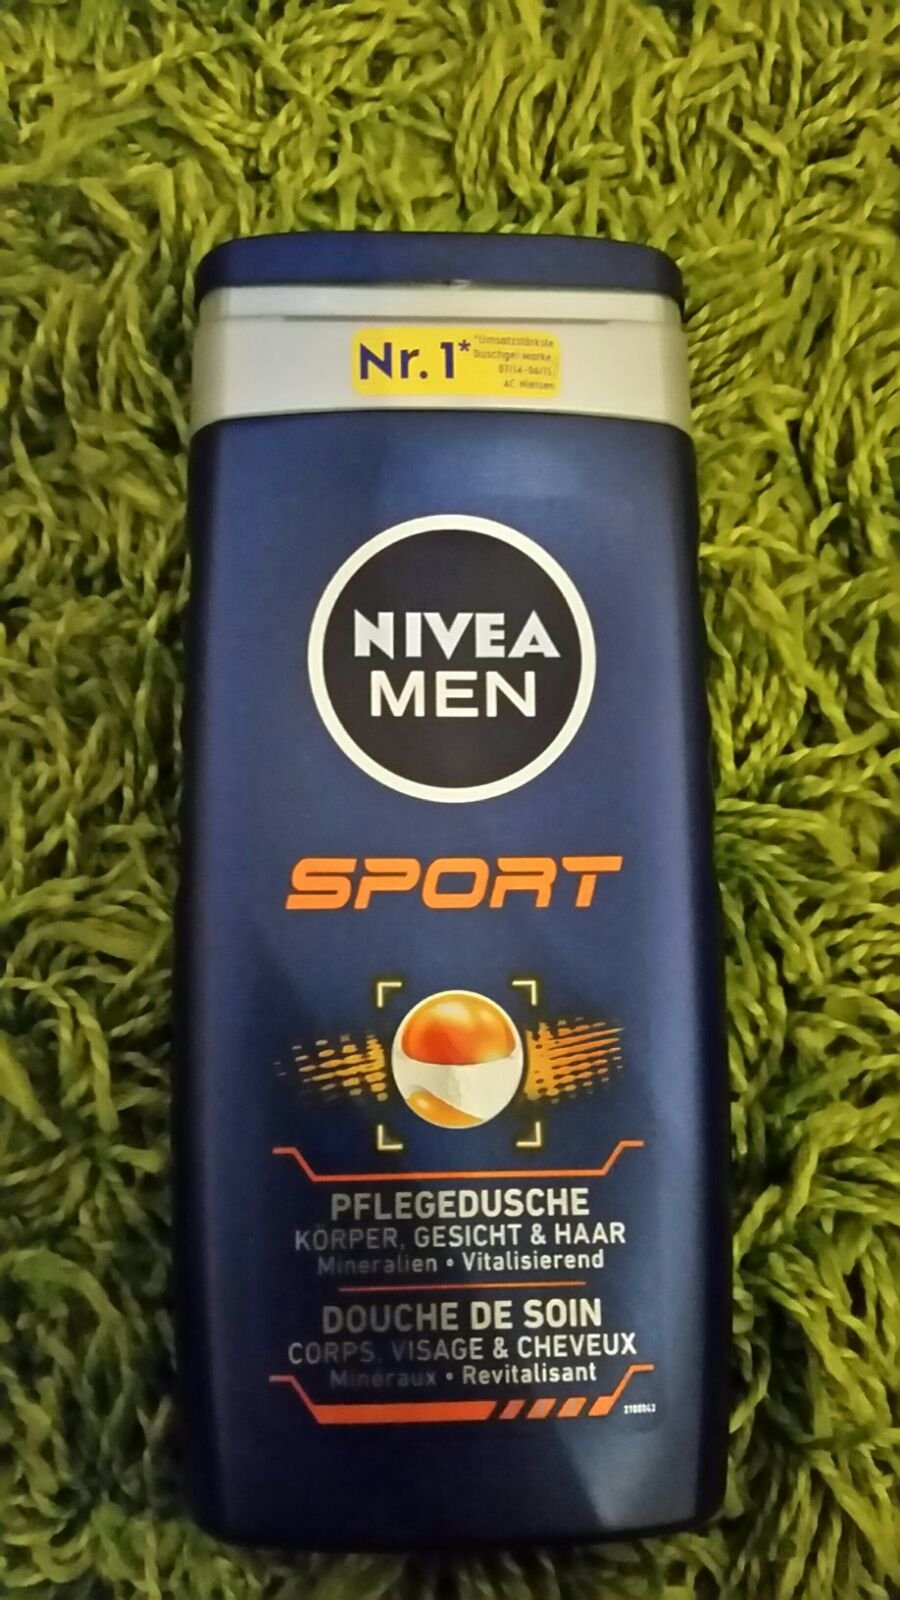 Nr.1*
*Umsatzstärkste
Duschgel-Marke
07/14-06/15
AC Nielsen
NIVEA
MEN
SPORT
PFLEGEDUSCHE
KÖRPER, GESICHT & HAAR
Mineralien • Vitalisierend
DOUCHE DE SOIN
CORPS, VISAGE & CHEVEUX
Minéraux • Revitalisant